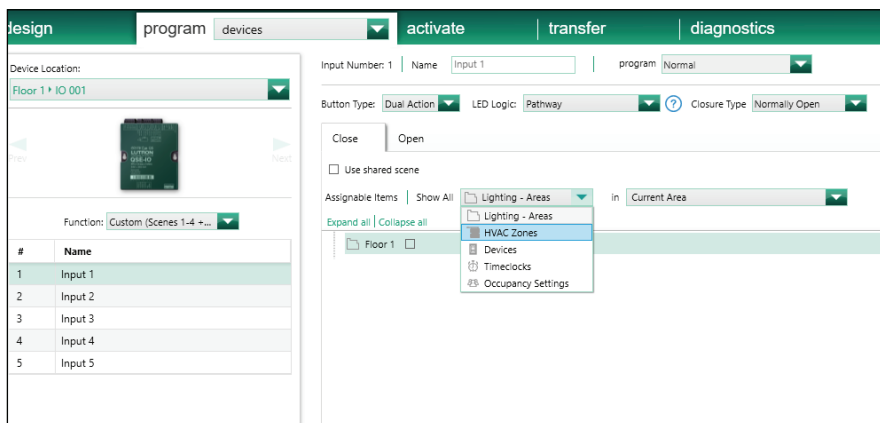 design program devices activate transfer diagnostics
Device Location:
Floor 1 ▸ IO 001
Prev
Next
LUTRON
QSE-IO
Function: Custom (Scenes 1-4 +...
# Name
1 Input 1
2 Input 2
3 Input 3
4 Input 4
5 Input 5
Input Number: 1 | Name Input 1 | program Normal
Button Type: Dual Action LED Logic: Pathway ? Closure Type Normally Open
Close Open
Use shared scene
Assignable Items | Show All Lighting - Areas in Current Area
Expand all | Collapse all
Floor 1
Lighting - Areas
HVAC Zones
Devices
Timeclocks
Occupancy Settings